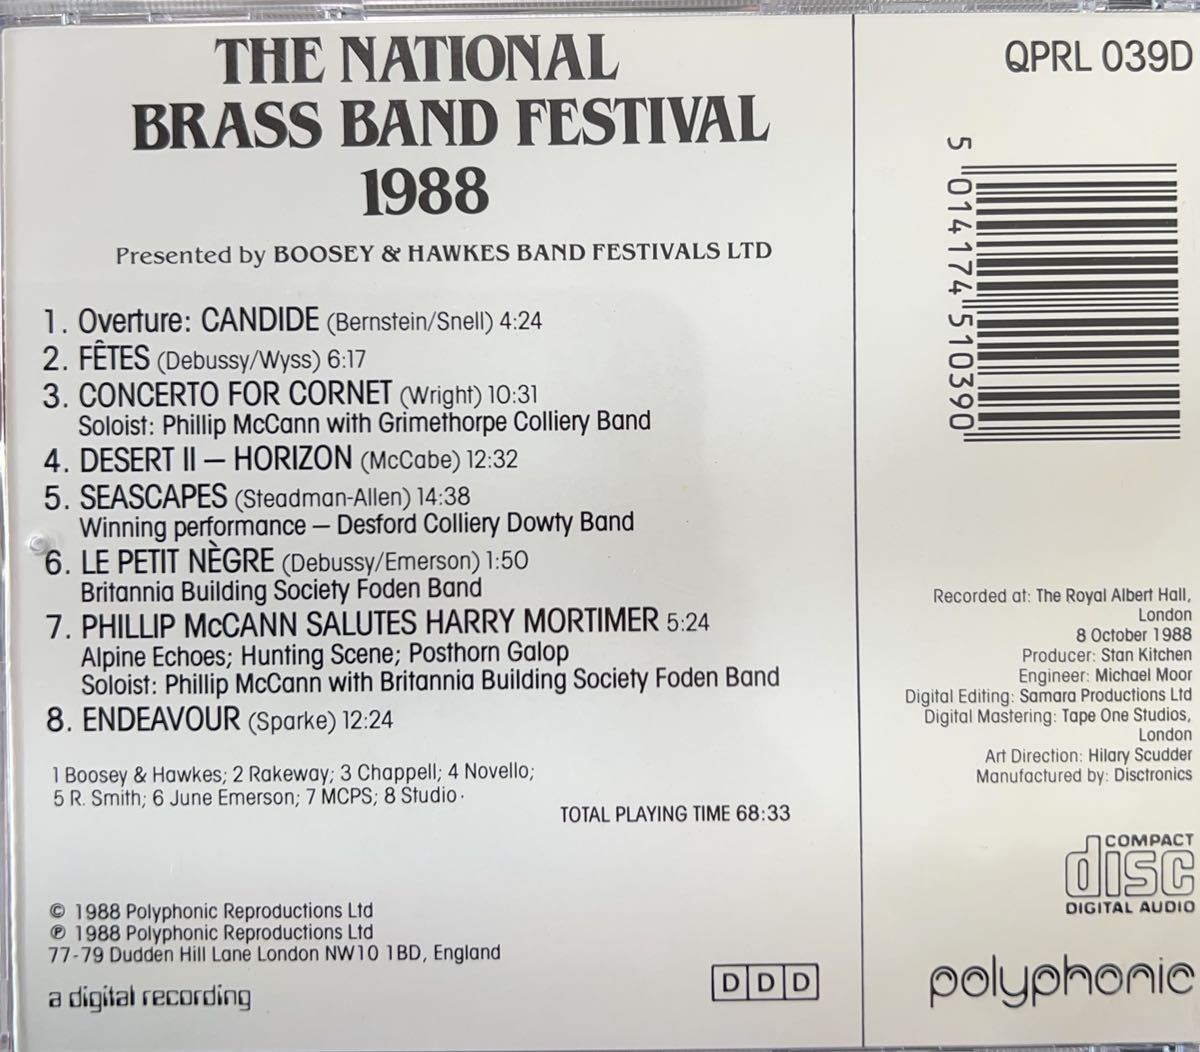 THE NATIONAL
BRASS BAND FESTIVAL
1988
Presented by BOOSEY & HAWKES BAND FESTIVALS LTD
1. Overture: CANDIDE (Bernstein/Snell) 4:24
2. FÊTES (Debussy/Wyss) 6:17
3. CONCERTO FOR CORNET (Wright) 10:31
Soloist: Phillip McCann with Grimethorpe Colliery Band
4. DESERT II – HORIZON (McCabe) 12:32
5. SEASCAPES (Steadman-Allen) 14:38
Winning performance – Desford Colliery Dowty Band
6. LE PETIT NÈGRE (Debussy/Emerson) 1:50
Britannia Building Society Foden Band
7. PHILLIP McCANN SALUTES HARRY MORTIMER 5:24
Alpine Echoes; Hunting Scene; Posthorn Galop
Soloist: Phillip McCann with Britannia Building Society Foden Band
8. ENDEAVOUR (Sparke) 12:24
1 Boosey & Hawkes; 2 Rakeway; 3 Chappell; 4 Novello;
5 R. Smith; 6 June Emerson; 7 MCPS; 8 Studio.
TOTAL PLAYING TIME 68:33
© 1988 Polyphonic Reproductions Ltd
℗ 1988 Polyphonic Reproductions Ltd
77-79 Dudden Hill Lane London NW10 1BD, England
a digital recording
DDD
QPRL 039D
5 014174 510390
Recorded at: The Royal Albert Hall,
London
8 October 1988
Producer: Stan Kitchen
Engineer: Michael Moor
Digital Editing: Samara Productions Ltd
Digital Mastering: Tape One Studios,
London
Art Direction: Hilary Scudder
Manufactured by: Disctronics
COMPACT
disc
DIGITAL AUDIO
polyphonic